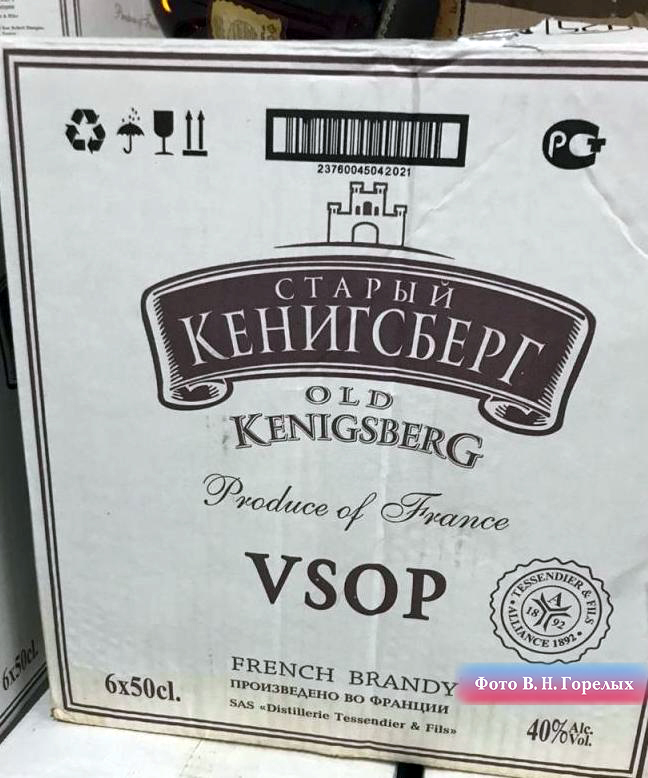 23760045042021
РСТ
СТАРЫЙ
КЕНИГСБЕРГ
OLD
KENIGSBERG
Produce of France
VSOP
TESSENDIER & FILS
A
18 92
ALLIANCE 1892
FRENCH BRANDY
ПРОИЗВЕДЕНО ВО ФРАНЦИИ
SAS «Distillerie Tessendier & Fils»
6x50cl.
Фото В. Н. Горелых
40% Alc.
Vol.
6x50cl.